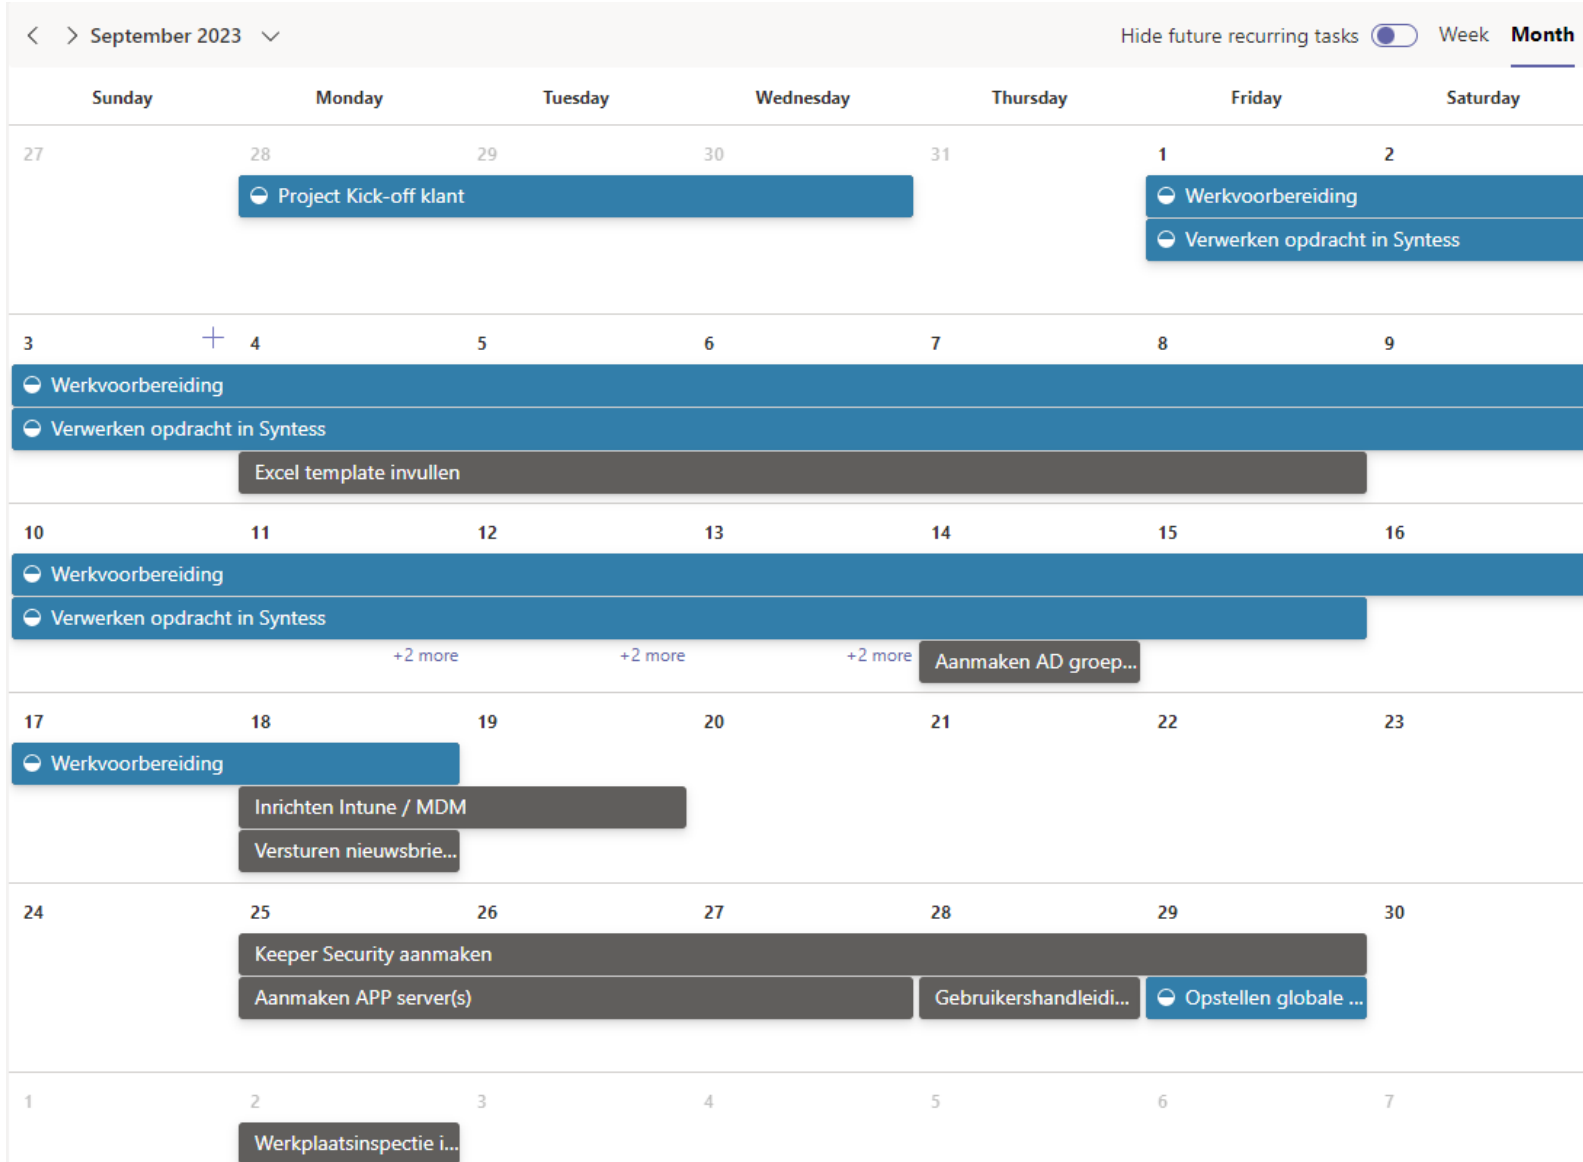 September 2023 Hide future recurring tasks Week Month
Sunday Monday Tuesday Wednesday Thursday Friday Saturday
27 28 29 30 31 1 2
Project Kick-off klant Werkvoorbereiding
Verwerken opdracht in Syntess
3 4 5 6 7 8 9
Werkvoorbereiding
Verwerken opdracht in Syntess
Excel template invullen
10 11 12 13 14 15 16
Werkvoorbereiding
Verwerken opdracht in Syntess
+2 more +2 more +2 more Aanmaken AD groep...
17 18 19 20 21 22 23
Werkvoorbereiding
Inrichten Intune / MDM
Versturen nieuwsbrie...
24 25 26 27 28 29 30
Keeper Security aanmaken
Aanmaken APP server(s) Gebruikershandleidi... Opstellen globale ...
1 2 3 4 5 6 7
Werkplaatsinspectie i...